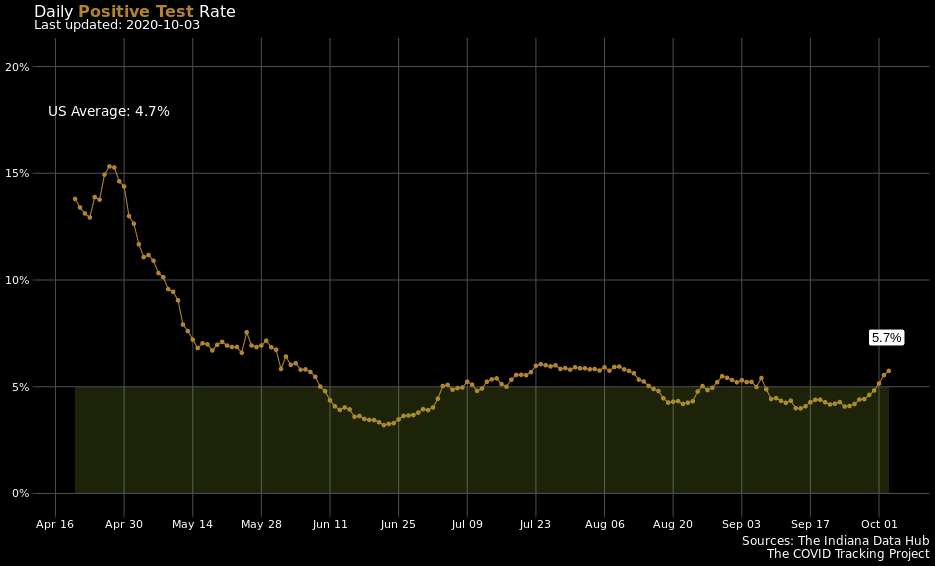 Daily Positive Test Rate
Last updated: 2020-10-03
20%
US Average: 4.7%
15%
10%
5.7%
5%
0%
Apr 16 Apr 30 May 14 May 28 Jun 11 Jun 25 Jul 09 Jul 23 Aug 06 Aug 20 Sep 03 Sep 17 Oct 01
Sources: The Indiana Data Hub
The COVID Tracking Project